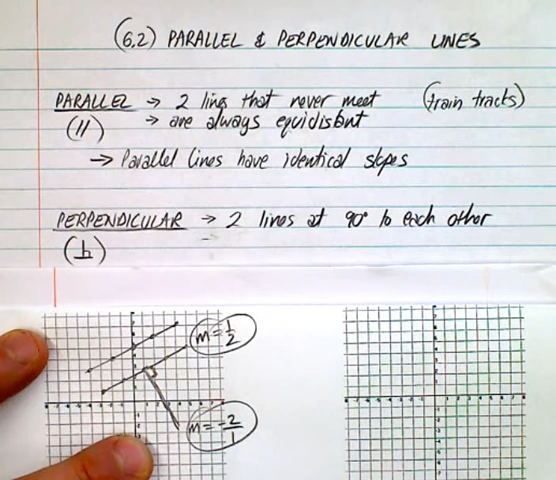 (6.2) PARALLEL & PERPENDICULAR LINES
PARALLEL → 2 lines that never meet (train tracks)
(//) → are always equidistant
→ Parallel lines have identical slopes
PERPENDICULAR → 2 lines at 90° to each other
(⊥)
m = 1/2
m = -2/1